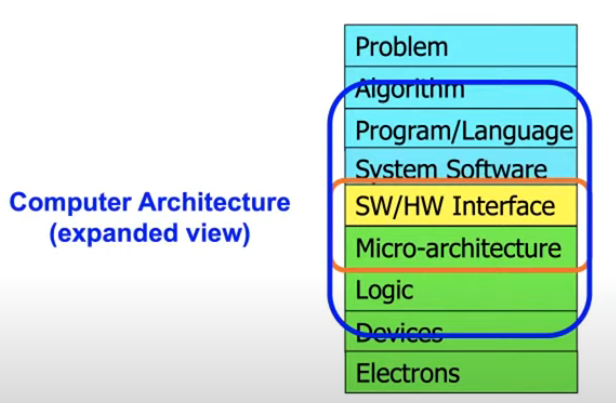 Problem
Algorithm
Program/Language
System Software
Computer Architecture
(expanded view)
SW/HW Interface
Micro-architecture
Logic
Devices
Electrons